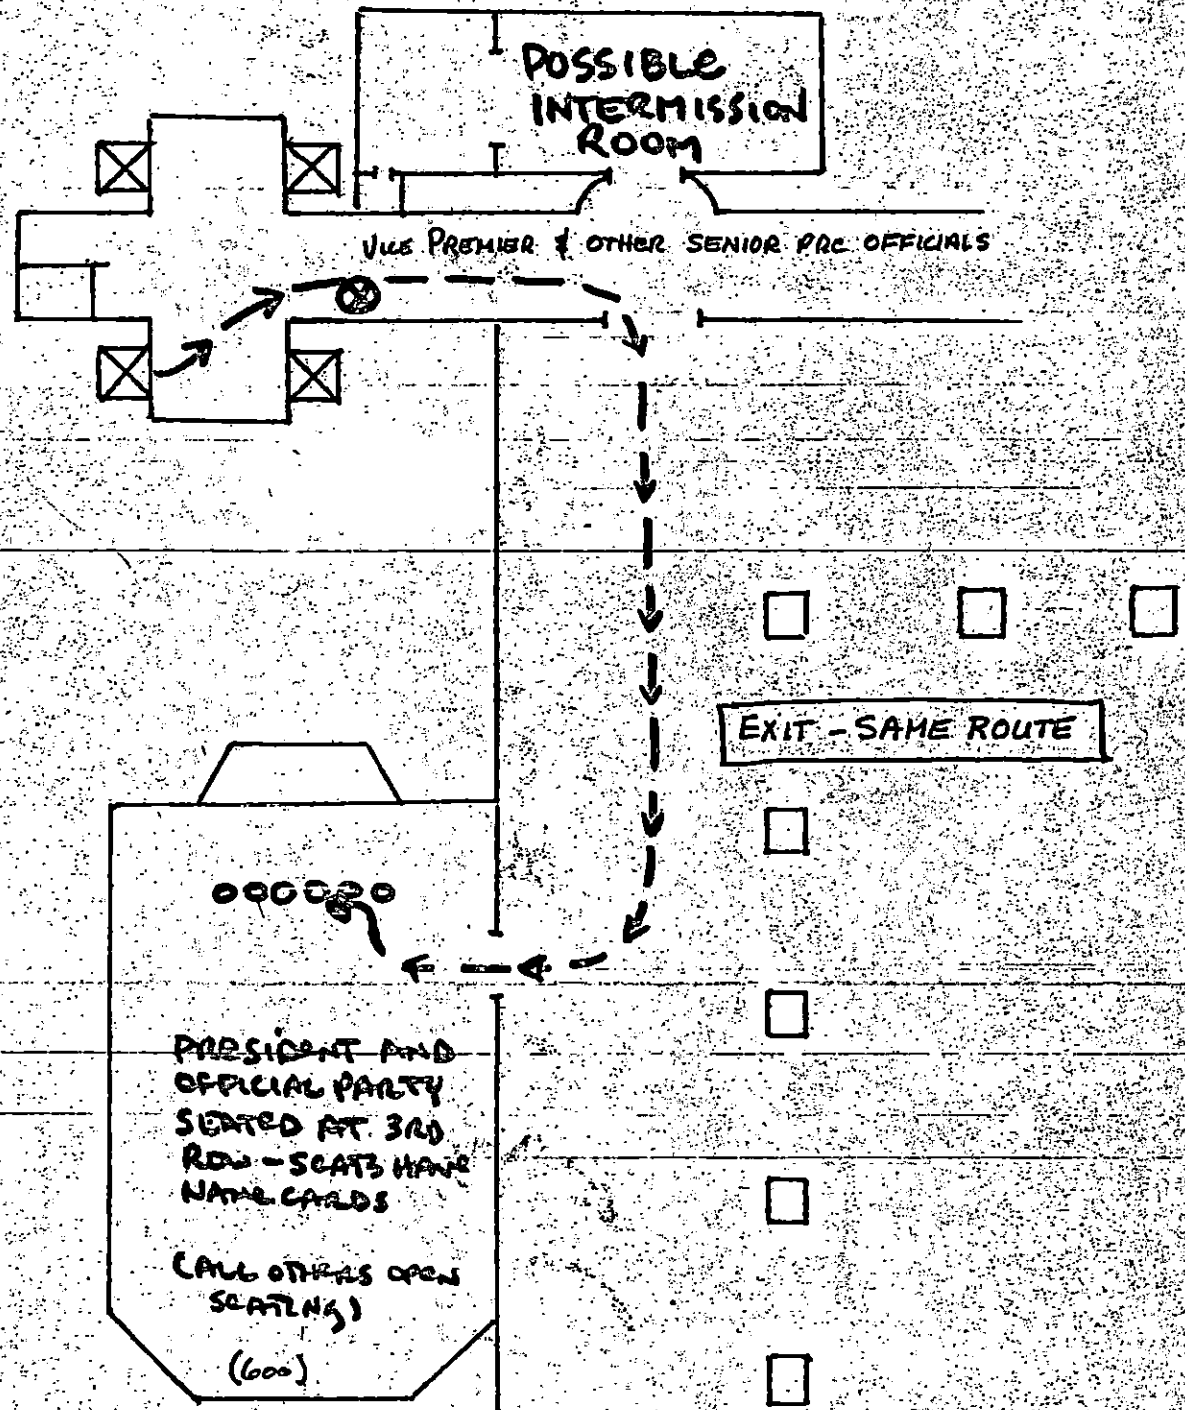 POSSIBLE
INTERMISSION
ROOM
VICE PREMIER & OTHER SENIOR PRC OFFICIALS
EXIT - SAME ROUTE
PRESIDENT AND
OFFICIAL PARTY
SEATED AT 3RD
ROW - SEATS HAVE
NAME CARDS
(ALL OTHERS OPEN
SEATING)
(600)